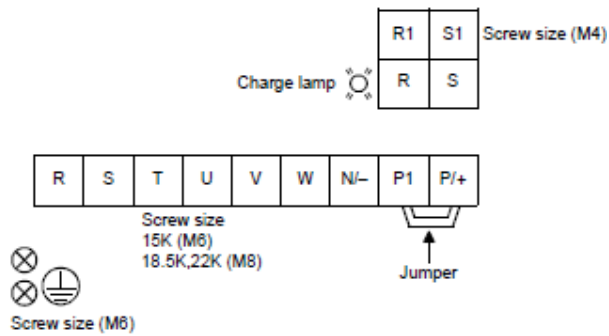 R1 S1 Screw size (M4)
Charge lamp R S
R S T U V W N/– P1 P/+
Screw size
15K (M6)
18.5K,22K (M8)
Jumper
Screw size (M6)